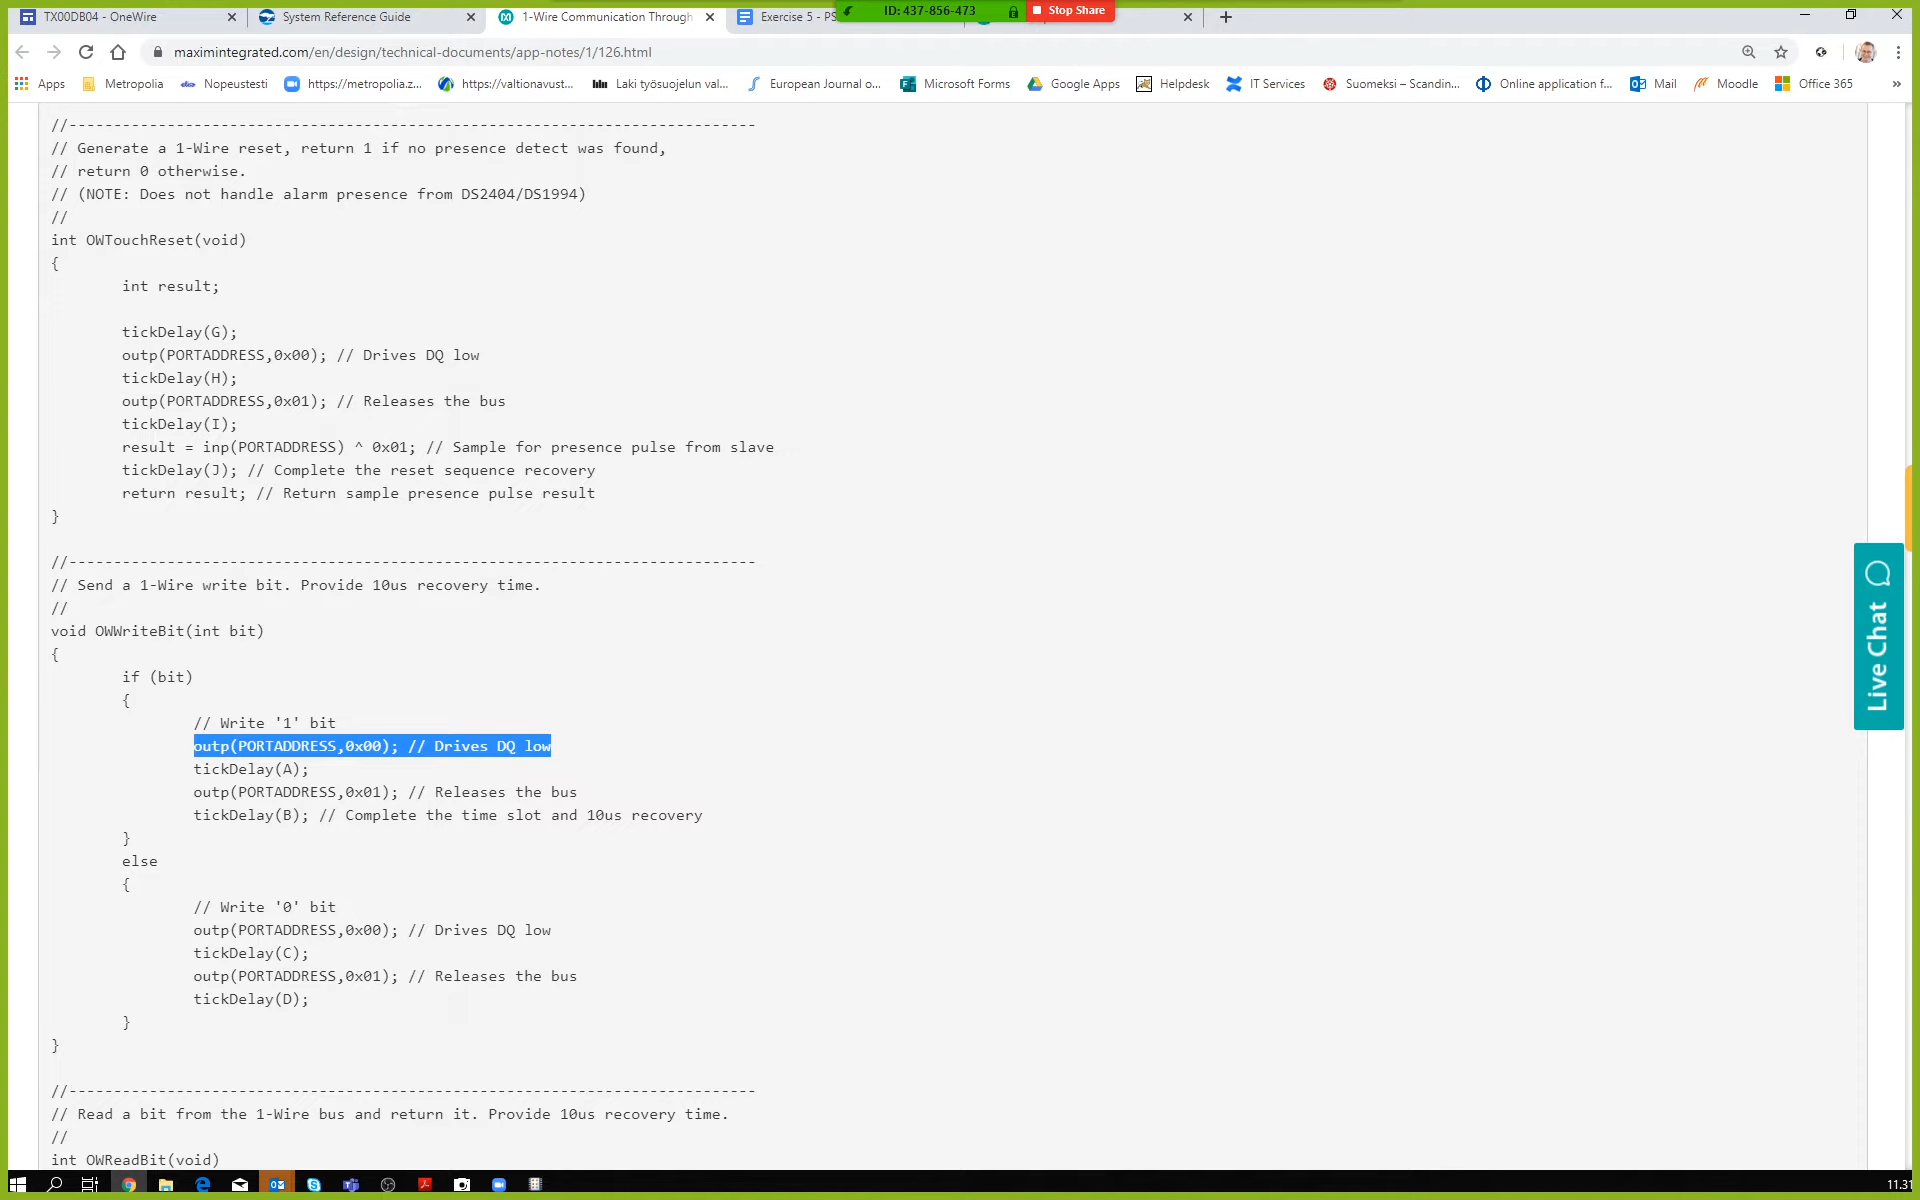 TX00DB04 - OneWire
System Reference Guide
1-Wire Communication Through
Exercise 5 - PS
ID: 437-856-473
Stop Share
maximintegrated.com/en/design/technical-documents/app-notes/1/126.html
Apps
Metropolia
Nopeustesti
https://metropolia.z...
https://valtionavust...
Laki työsuojelun val...
European Journal o...
Microsoft Forms
Google Apps
Helpdesk
IT Services
Suomeksi – Scandin...
Online application f...
Mail
Moodle
Office 365
»
//-----------------------------------------------------------------------------
// Generate a 1-Wire reset, return 1 if no presence detect was found,
// return 0 otherwise.
// (NOTE: Does not handle alarm presence from DS2404/DS1994)
//
int OWTouchReset(void)
{
int result;
tickDelay(G);
outp(PORTADDRESS,0x00); // Drives DQ low
tickDelay(H);
outp(PORTADDRESS,0x01); // Releases the bus
tickDelay(I);
result = inp(PORTADDRESS) ^ 0x01; // Sample for presence pulse from slave
tickDelay(J); // Complete the reset sequence recovery
return result; // Return sample presence pulse result
}
//-----------------------------------------------------------------------------
// Send a 1-Wire write bit. Provide 10us recovery time.
//
void OWWriteBit(int bit)
{
if (bit)
{
// Write '1' bit
outp(PORTADDRESS,0x00); // Drives DQ low
tickDelay(A);
outp(PORTADDRESS,0x01); // Releases the bus
tickDelay(B); // Complete the time slot and 10us recovery
}
else
{
// Write '0' bit
outp(PORTADDRESS,0x00); // Drives DQ low
tickDelay(C);
outp(PORTADDRESS,0x01); // Releases the bus
tickDelay(D);
}
}
//-----------------------------------------------------------------------------
// Read a bit from the 1-Wire bus and return it. Provide 10us recovery time.
//
int OWReadBit(void)
Live Chat
11.31